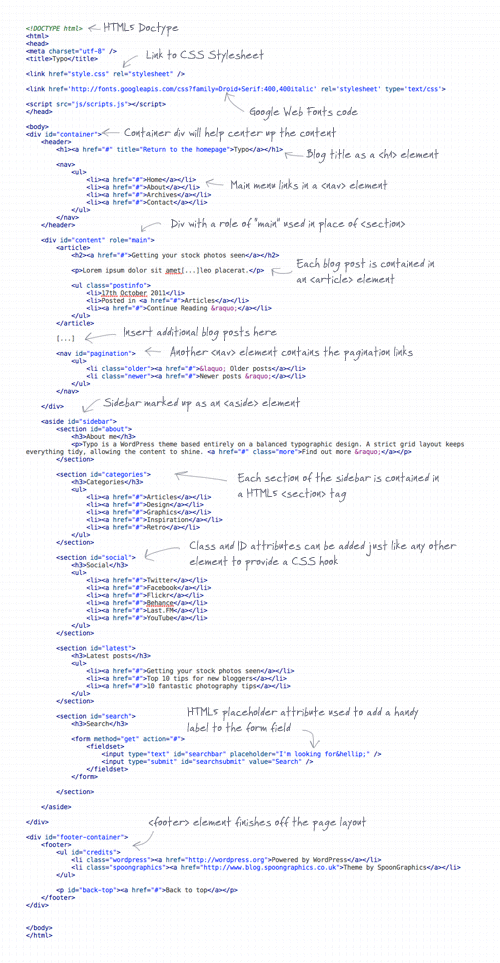 <!DOCTYPE html> HTML5 Doctype
<html>
<head>
<meta charset="utf-8" />
<title>Typo</title>
Link to CSS Stylesheet
<link href="style.css" rel="stylesheet" />
<link href='http://fonts.googleapis.com/css?family=Droid+Serif:400,400italic' rel='stylesheet' type='text/css'>
Google Web Fonts code
<script src="js/scripts.js"></script>
</head>
<body>
<div id="container"> Container div will help center up the content
<header>
<h1><a href="#" title="Return to the homepage">Typo</a></h1> Blog title as a <h1> element
<nav>
<ul>
<li><a href="#">Home</a></li>
<li><a href="#">About</a></li> Main menu links in a <nav> element
<li><a href="#">Archives</a></li>
<li><a href="#">Contact</a></li>
</ul>
</nav>
</header>
Div with a role of "main" used in place of <section>
<div id="content" role="main">
<article>
<h2><a href="#">Getting your stock photos seen</a></h2>
<p>Lorem ipsum dolor sit amet[...]leo placerat.</p> Each blog post is contained in
an <article> element
<ul class="postinfo">
<li>17th October 2011</li>
<li>Posted in <a href="#">Articles</a></li>
<li><a href="#">Continue Reading &raquo;</a></li>
</ul>
</article>
[...] Insert additional blog posts here
<nav id="pagination"> Another <nav> element contains the pagination links
<ul>
<li class="older"><a href="#">&laquo; Older posts</a></li>
<li class="newer"><a href="#">Newer posts &raquo;</a></li>
</ul>
</nav>
</div> Sidebar marked up as an <aside> element
<aside id="sidebar">
<section id="about">
<h3>About me</h3>
<p>Typo is a WordPress theme based entirely on a balanced typographic design. A strict grid layout keeps
everything tidy, allowing the content to shine. <a href="#" class="more">Find out more &raquo;</a></p>
</section>
<section id="categories"> Each section of the sidebar is contained in
<h3>Categories</h3> a HTML5 <section> tag
<ul>
<li><a href="#">Articles</a></li>
<li><a href="#">Design</a></li>
<li><a href="#">Graphics</a></li>
<li><a href="#">Inspiration</a></li>
<li><a href="#">Retro</a></li>
</ul>
</section>
Class and ID attributes can be added just like any other
<section id="social"> element to provide a CSS hook
<h3>Social</h3>
<ul>
<li><a href="#">Twitter</a></li>
<li><a href="#">Facebook</a></li>
<li><a href="#">Flickr</a></li>
<li><a href="#">Behance</a></li>
<li><a href="#">Last.FM</a></li>
<li><a href="#">YouTube</a></li>
</ul>
</section>
<section id="latest">
<h3>Latest posts</h3>
<ul>
<li><a href="#">Getting your stock photos seen</a></li>
<li><a href="#">Top 10 tips for new bloggers</a></li>
<li><a href="#">10 fantastic photography tips</a></li>
</ul>
</section>
HTML5 placeholder attribute used to add a handy
<section id="search"> label to the form field
<h3>Search</h3>
<form method="get" action="#">
<fieldset>
<input type="text" id="searchbar" placeholder="I'm looking for&hellip;" />
<input type="submit" id="searchsubmit" value="Search" />
</fieldset>
</form>
</section>
</aside>
</div> <footer> element finishes off the page layout
<div id="footer-container">
<footer>
<ul id="credits">
<li class="wordpress"><a href="http://wordpress.org">Powered by WordPress</a></li>
<li class="spoongraphics"><a href="http://www.blog.spoongraphics.co.uk">Theme by SpoonGraphics</a></li>
</ul>
<p id="back-top"><a href="#">Back to top</a></p>
</footer>
</div>
</body>
</html>